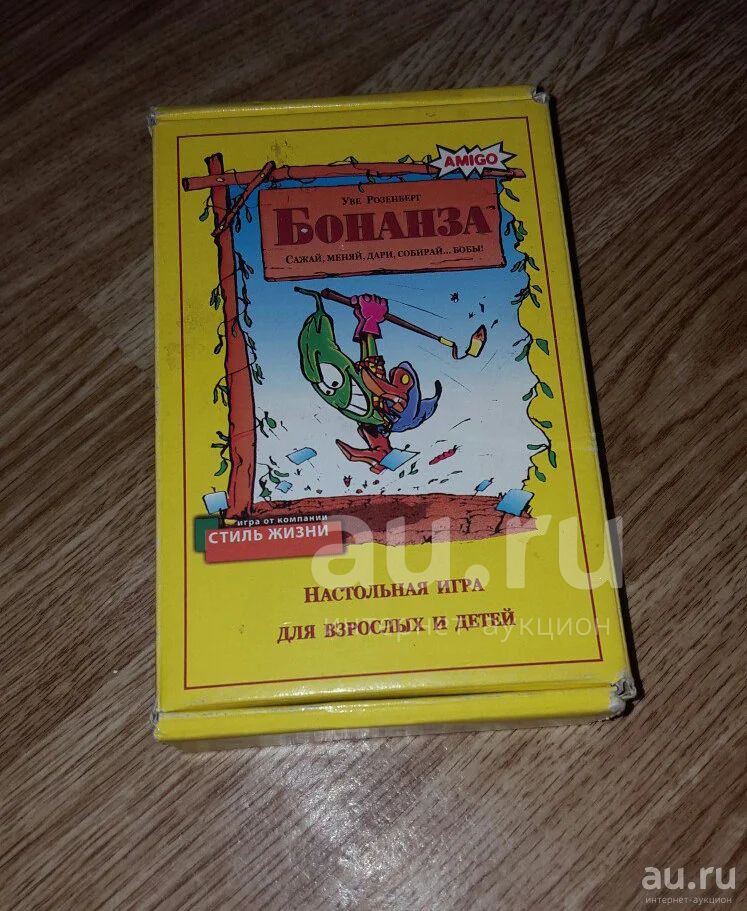 AMIGO
Уве Розенберг
Бонанза
Сажай, меняй, дари, собирай... бобы!
игра от компании
СТИЛЬ ЖИЗНИ
au.ru
Настольная игра
для взрослых и детей
интернет-аукцион
au.ru
интернет-аукцион